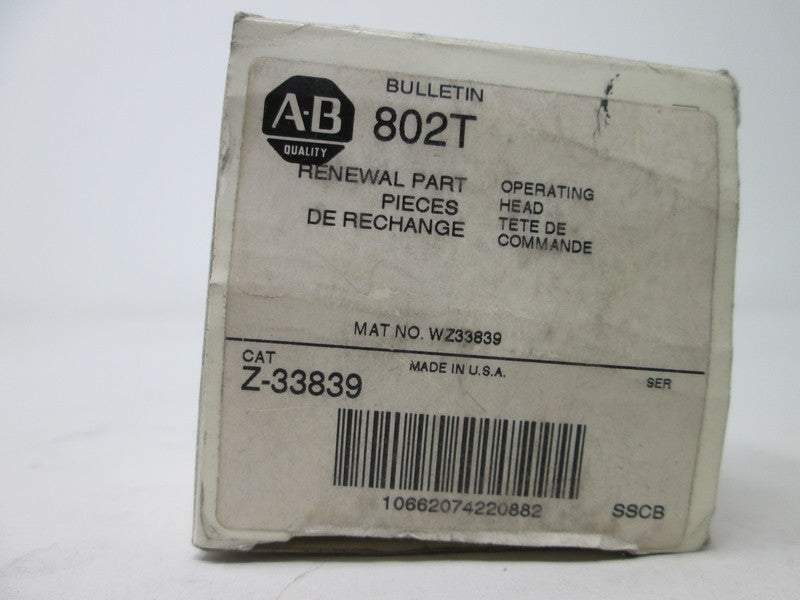 A-B
QUALITY
BULLETIN
802T
RENEWAL PART
PIECES
DE RECHANGE
OPERATING
HEAD
TETE DE
COMMANDE
MAT NO. WZ33839
CAT
Z-33839
MADE IN U.S.A.
SER
10662074220882
SSCB